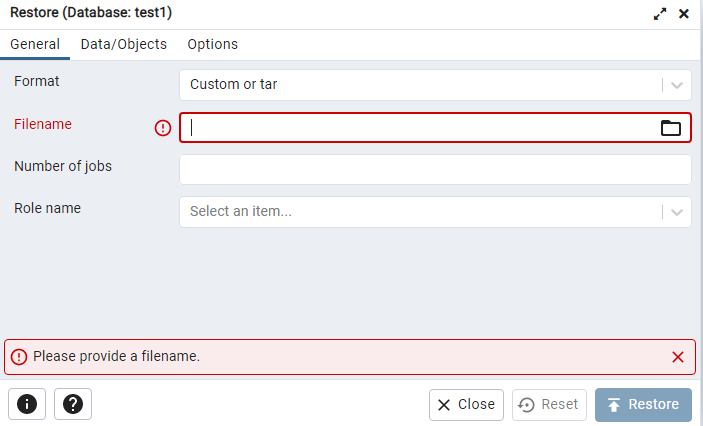 Restore (Database: test1)
General Data/Objects Options
Format Custom or tar
Filename
Number of jobs
Role name Select an item...
Please provide a filename.
Close Reset Restore